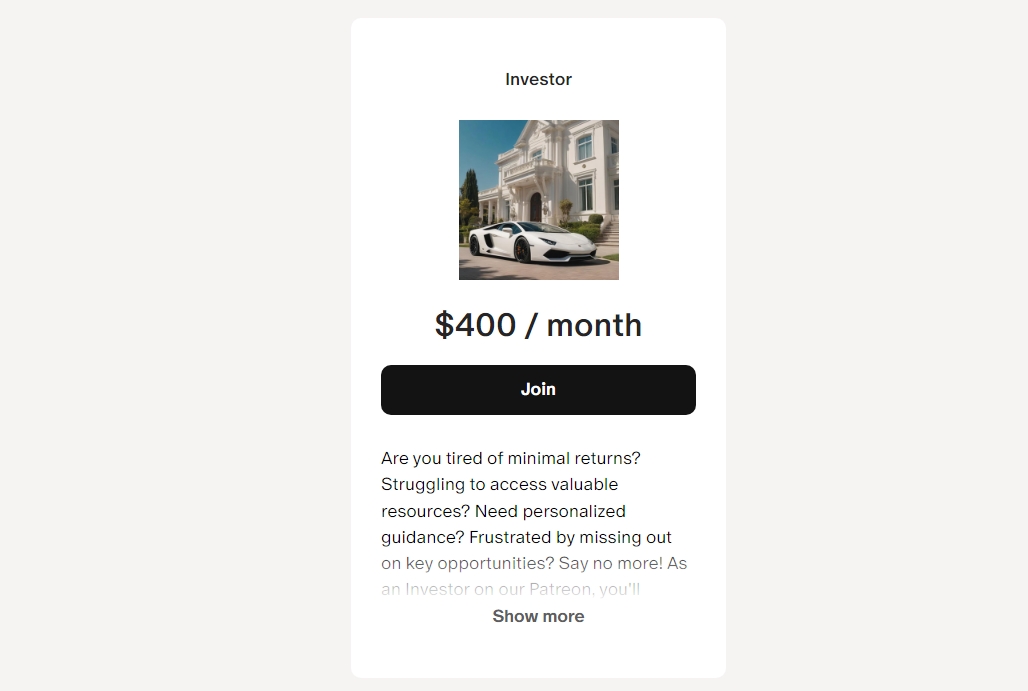 Investor
$400 / month
Join
Are you tired of minimal returns?
Struggling to access valuable
resources? Need personalized
guidance? Frustrated by missing out
on key opportunities? Say no more! As
an Investor on our Patreon, you'll
Show more